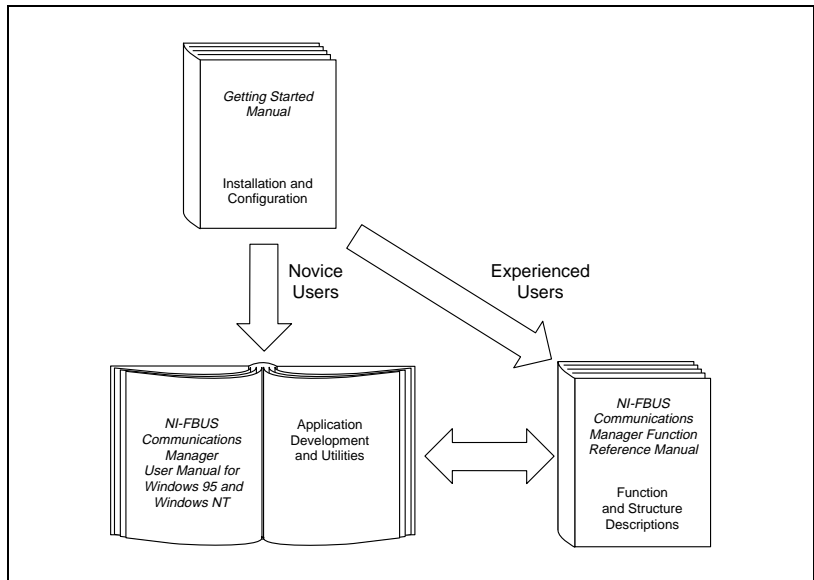 Getting Started
Manual
Installation and
Configuration
Novice
Users
Experienced
Users
NI-FBUS
Communications
Manager
User Manual for
Windows 95 and
Windows NT
Application
Development
and Utilities
NI-FBUS
Communications
Manager Function
Reference Manual
Function
and Structure
Descriptions